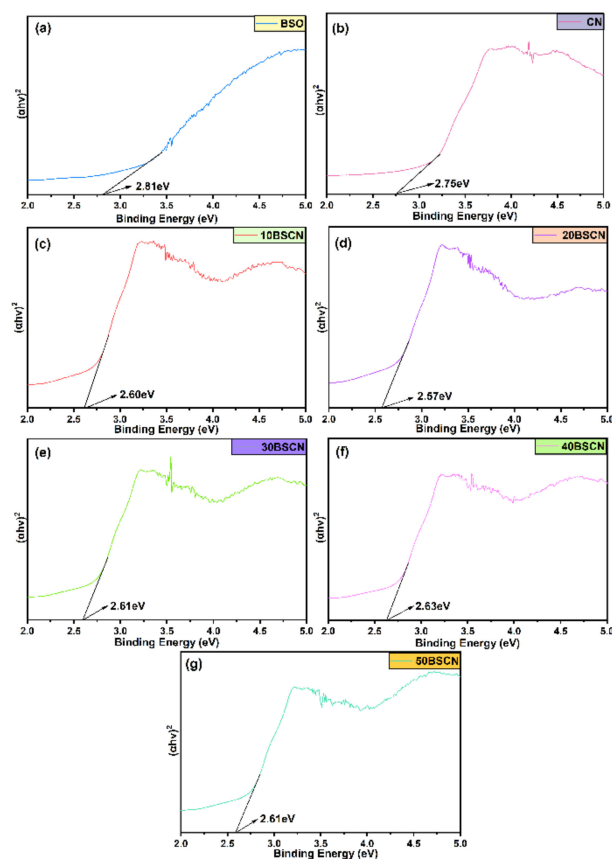 (a)
BSO
(αhv)²
2.81eV
2.0 2.5 3.0 3.5 4.0 4.5 5.0
Binding Energy (eV)
(b)
CN
(αhv)²
2.75eV
2.0 2.5 3.0 3.5 4.0 4.5 5.0
Binding Energy (eV)
(c)
10BSCN
(αhv)²
2.60eV
2.0 2.5 3.0 3.5 4.0 4.5 5.0
Binding Energy (eV)
(d)
20BSCN
(αhv)²
2.57eV
2.0 2.5 3.0 3.5 4.0 4.5 5.0
Binding Energy (eV)
(e)
30BSCN
(αhv)²
2.61eV
2.0 2.5 3.0 3.5 4.0 4.5 5.0
Binding Energy (eV)
(f)
40BSCN
(αhv)²
2.63eV
2.0 2.5 3.0 3.5 4.0 4.5 5.0
Binding Energy (eV)
(g)
50BSCN
(αhv)²
2.61eV
2.0 2.5 3.0 3.5 4.0 4.5 5.0
Binding Energy (eV)